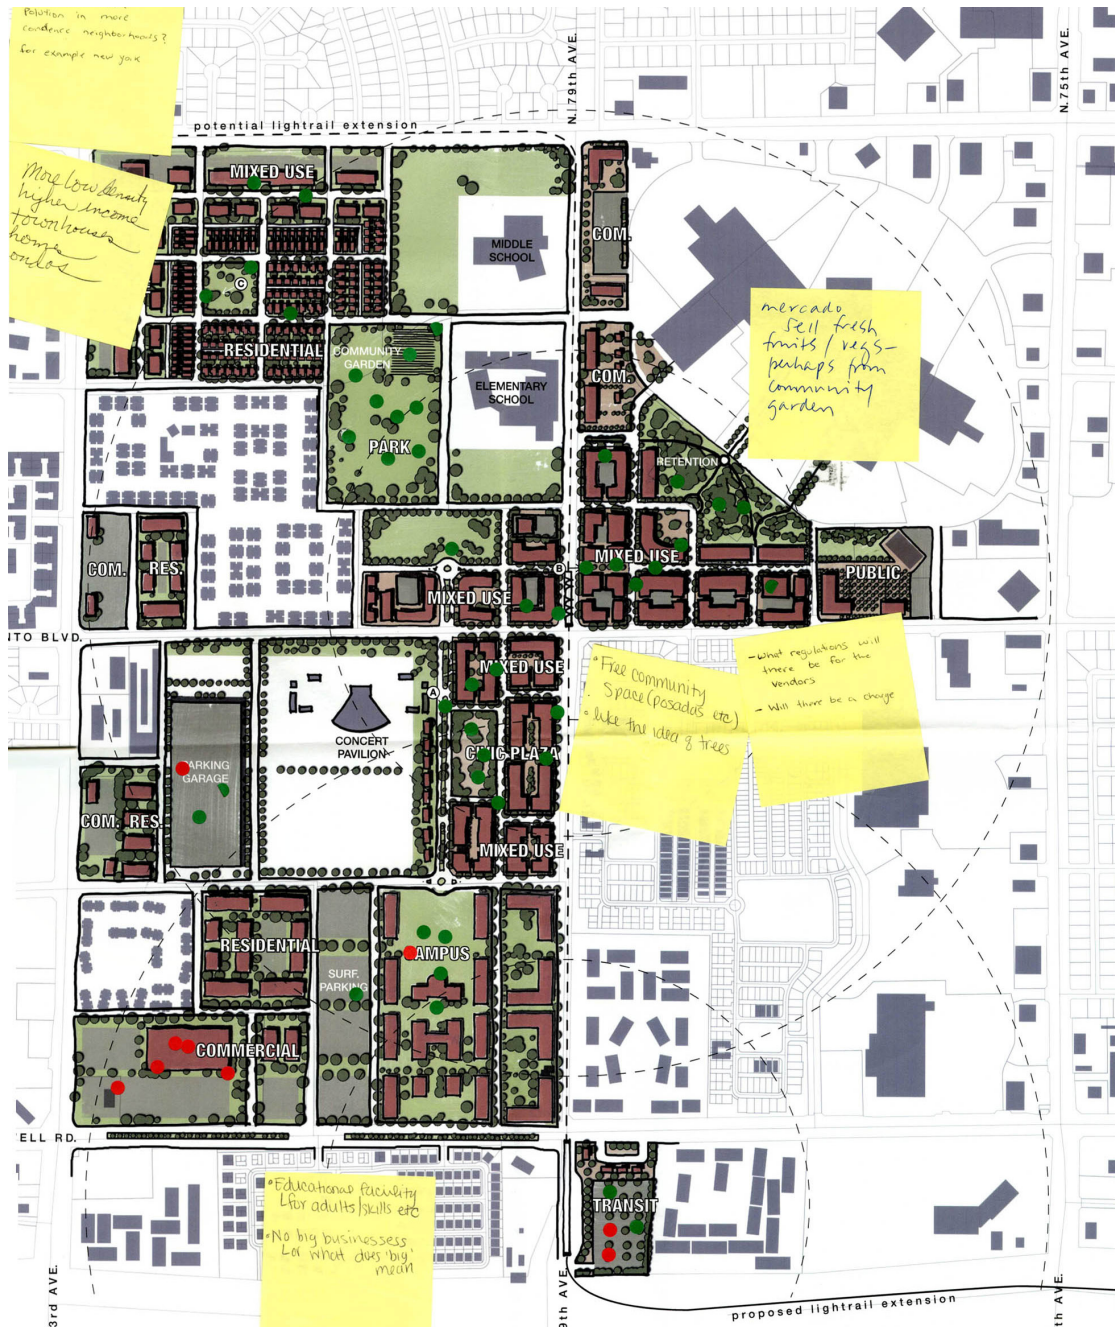 Polution in more
condence neighborhoods?
for example new york
N. 79th AVE.
N. 75th AVE.
potential lightrail extension
More low density
higher income
townhouses
homes
MIXED USE
MIDDLE
SCHOOL
COM.
C
mercado
sell fresh
fruits / vegs-
perhaps from
community
garden
RESIDENTIAL
COMMUNITY
GARDEN
ELEMENTARY
SCHOOL
COM.
PARK
RETENTION
COM.
RES.
B
MIXED USE
PUBLIC
MIXED USE
NTO BLVD.
• Free community
Space (posadas etc)
• like the idea of trees
- What regulations will
there be for the
vendors
- Will there be a charge
MIXED USE
A
CONCERT
PAVILION
CIVIC PLAZA
PARKING
GARAGE
COM.
RES.
MIXED USE
RESIDENTIAL
CAMPUS
SURF.
PARKING
COMMERCIAL
ELL RD.
• Educational facility
for adults/skills etc
• No big businessess
or what does 'big'
mean
TRANSIT
3rd AVE.
9th AVE.
th AVE.
proposed lightrail extension